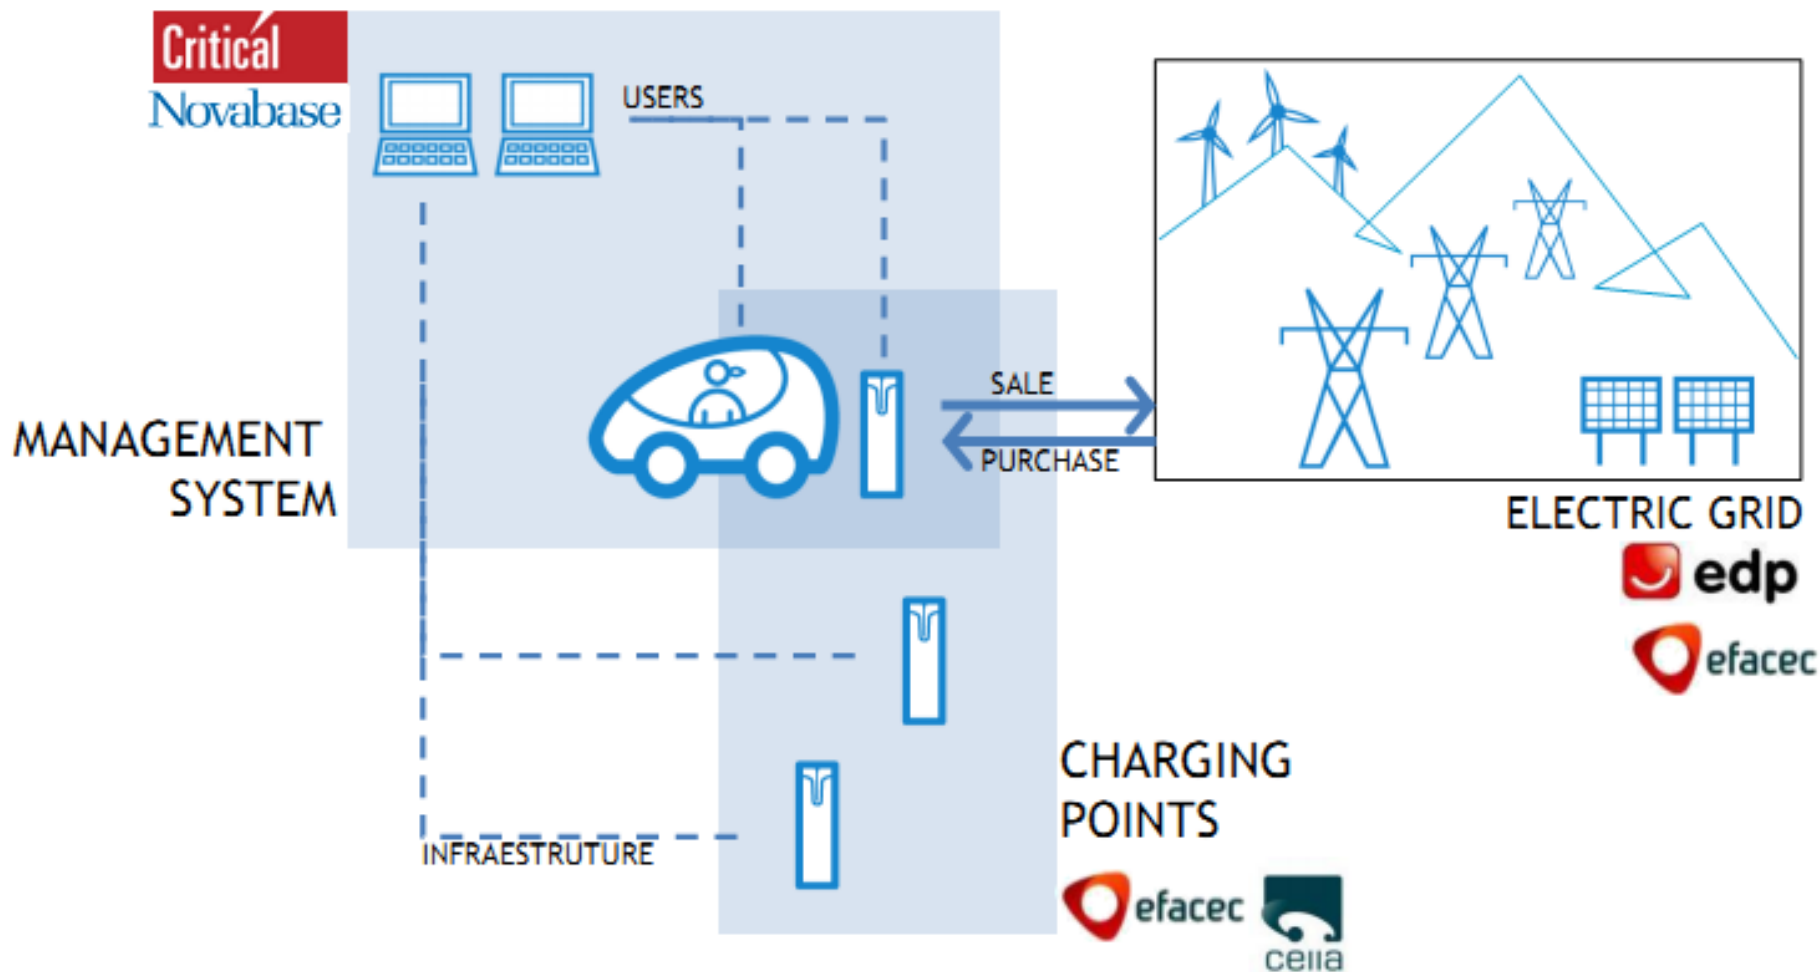 Critical
Novabase
USERS
SALE
PURCHASE
MANAGEMENT
SYSTEM
ELECTRIC GRID
edp
efacec
CHARGING
POINTS
INFRAESTRUTURE
efacec
ceiia